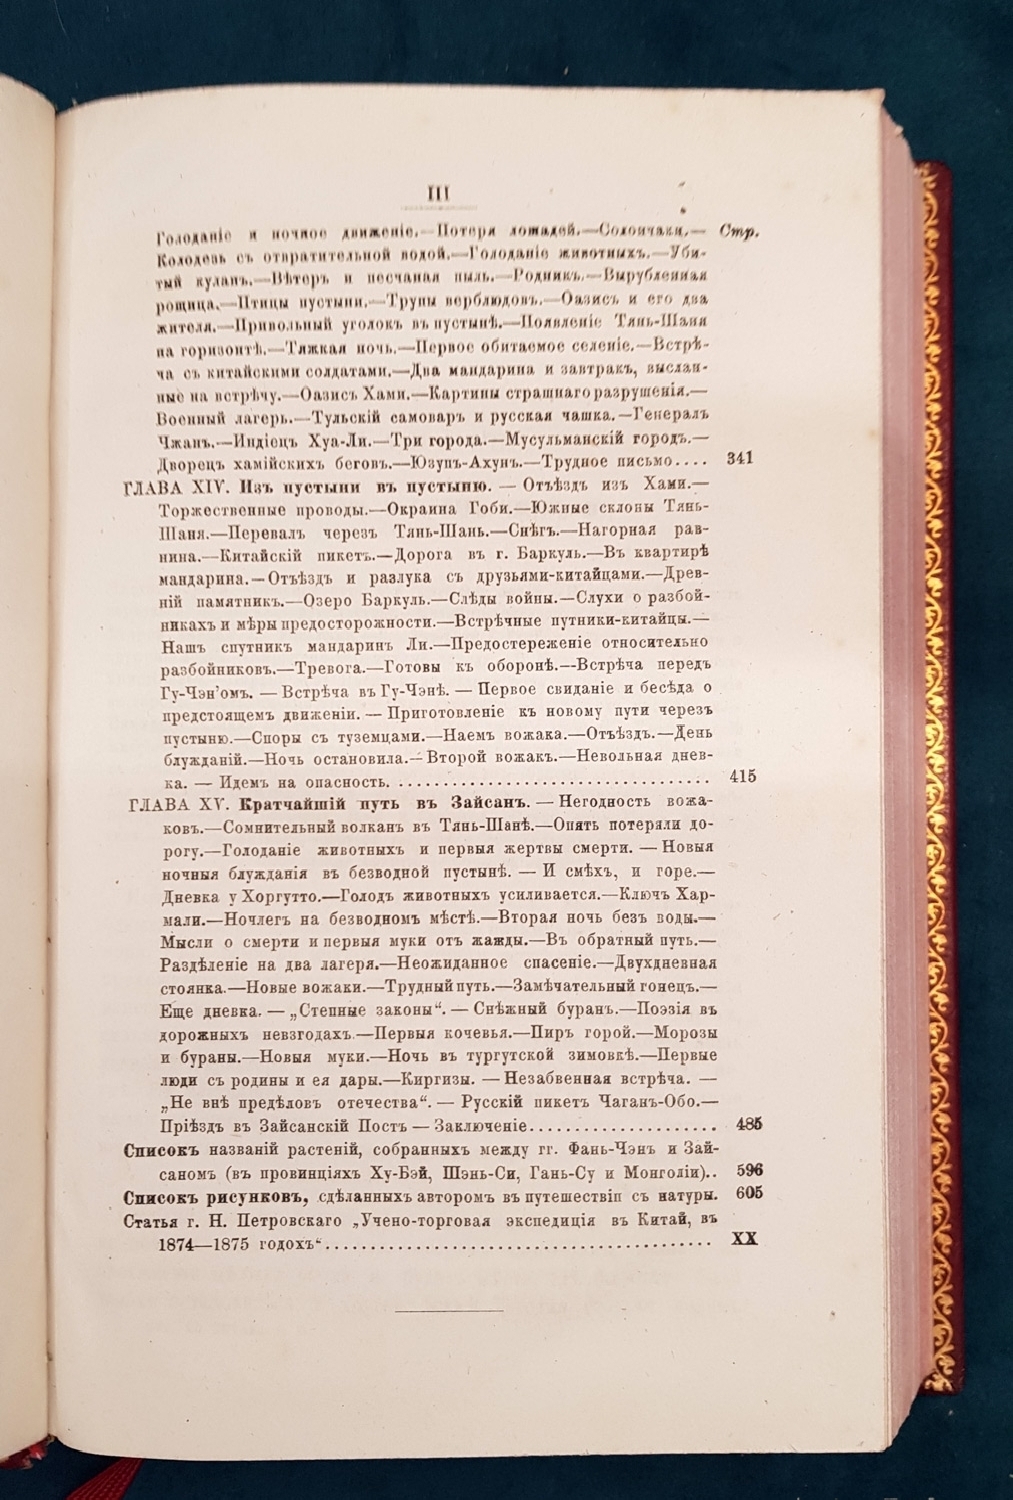 III
Стр.
Голоданіе и ночное движеніе.—Потеря лошадей.—Солончаки.—
Колодезь съ отвратительной водой.—Голоданіе животныхъ.—Уби-
тый куланъ.—Вѣтеръ и песчаная пыль.—Родникъ.—Вырубленная
рощица.—Птицы пустыни.—Трупы верблюдовъ.—Оазисъ и его два
жителя.—Привольный уголокъ въ пустынѣ.—Появленіе Тянь-Шаня
на горизонтѣ.—Тяжкая ночь.—Первое обитаемое селеніе.—Встрѣ-
ча съ китайскими солдатами.—Два мандарина и завтракъ, выслан-
ные на встрѣчу.—Оазисъ Хами.—Картины страшнаго разрушенія.—
Военный лагерь.—Тульскій самоваръ и русская чашка.—Генералъ
Чжанъ.—Индіецъ Хуа-Ли.—Три города.—Мусульманскій городъ.—
Дворецъ хамійскихъ беговъ.—Юзупъ-Ахунъ.—Трудное письмо.... 341
ГЛАВА XIV. Изъ пустыни въ пустыню. — Отъѣздъ изъ Хами.—
Торжественные проводы.—Окраина Гоби.—Южные склоны Тянь-
Шаня.—Перевалъ черезъ Тянь-Шань.—Снѣгъ.—Нагорная рав-
нина.—Китайскій пикетъ.—Дорога въ г. Баркуль.—Въ квартирѣ
мандарина.—Отъѣздъ и разлука съ друзьями-китайцами.—Древ-
ній памятникъ.—Озеро Баркуль.—Слѣды войны.—Слухи о разбой-
никахъ и мѣры предосторожности.—Встрѣчные путники-китайцы.—
Нашъ спутникъ мандаринъ Ли.—Предостереженіе относительно
разбойниковъ.—Тревога.—Готовы къ оборонѣ.—Встрѣча передъ
Гу-Чэн'омъ. — Встрѣча въ Гу-Чэнѣ. — Первое свиданіе и бесѣда о
предстоящемъ движеніи. — Приготовленіе къ новому пути черезъ
пустыню.—Споры съ туземцами.—Наемъ вожака.—Отъѣздъ.—День
блужданій.—Ночь остановила.—Второй вожакъ.—Невольная днев-
ка. — Идемъ на опасность. .................................. 415
ГЛАВА XV. Кратчайшій путь въ Зайсанъ. — Негодность вожа-
ковъ.—Сомнительный волканъ въ Тянь-Шанѣ.—Опять потеряли до-
рогу.—Голоданіе животныхъ и первыя жертвы смерти. — Новыя
ночныя блужданія въ безводной пустынѣ. — И смѣхъ, и горе.—
Дневка у Хоргутто.—Голодъ животныхъ усиливается.—Ключъ Хар-
мали.—Ночлегъ на безводномъ мѣстѣ.—Вторая ночь безъ воды.—
Мысли о смерти и первыя муки отъ жажды.—Въ обратный путь.—
Раздѣленіе на два лагеря.—Неожиданное спасеніе.—Двухдневная
стоянка.—Новые вожаки.—Трудный путь.—Замѣчательный гонецъ.—
Еще дневка. — „Степные законы“. — Снѣжный буранъ.—Поэзія въ
дорожныхъ невзгодахъ.—Первыя кочевья.—Пиръ горой.—Морозы
и бураны.—Новыя муки.—Ночь въ тургутской зимовкѣ.—Первые
люди съ родины и ея дары.—Киргизы. — Незабвенная встрѣча. —
„Не внѣ предѣловъ отечества“. — Русскій пикетъ Чаганъ-Обо.—
Пріѣздъ въ Зайсанскій Постъ — Заключеніе.................... 485
Списокъ названій растеній, собранныхъ между гг. Фань-Чэнъ и Зай-
саномъ (въ провинціяхъ Ху-Бэй, Шэнь-Си, Гань-Су и Монголіи).. 596
Списокъ рисунковъ, сдѣланныхъ авторомъ въ путешествіи съ натуры. 605
Статья г. Н. Петровскаго „Учено-торговая экспедиція въ Китай, въ
1874—1875 годохъ“......................................... XX